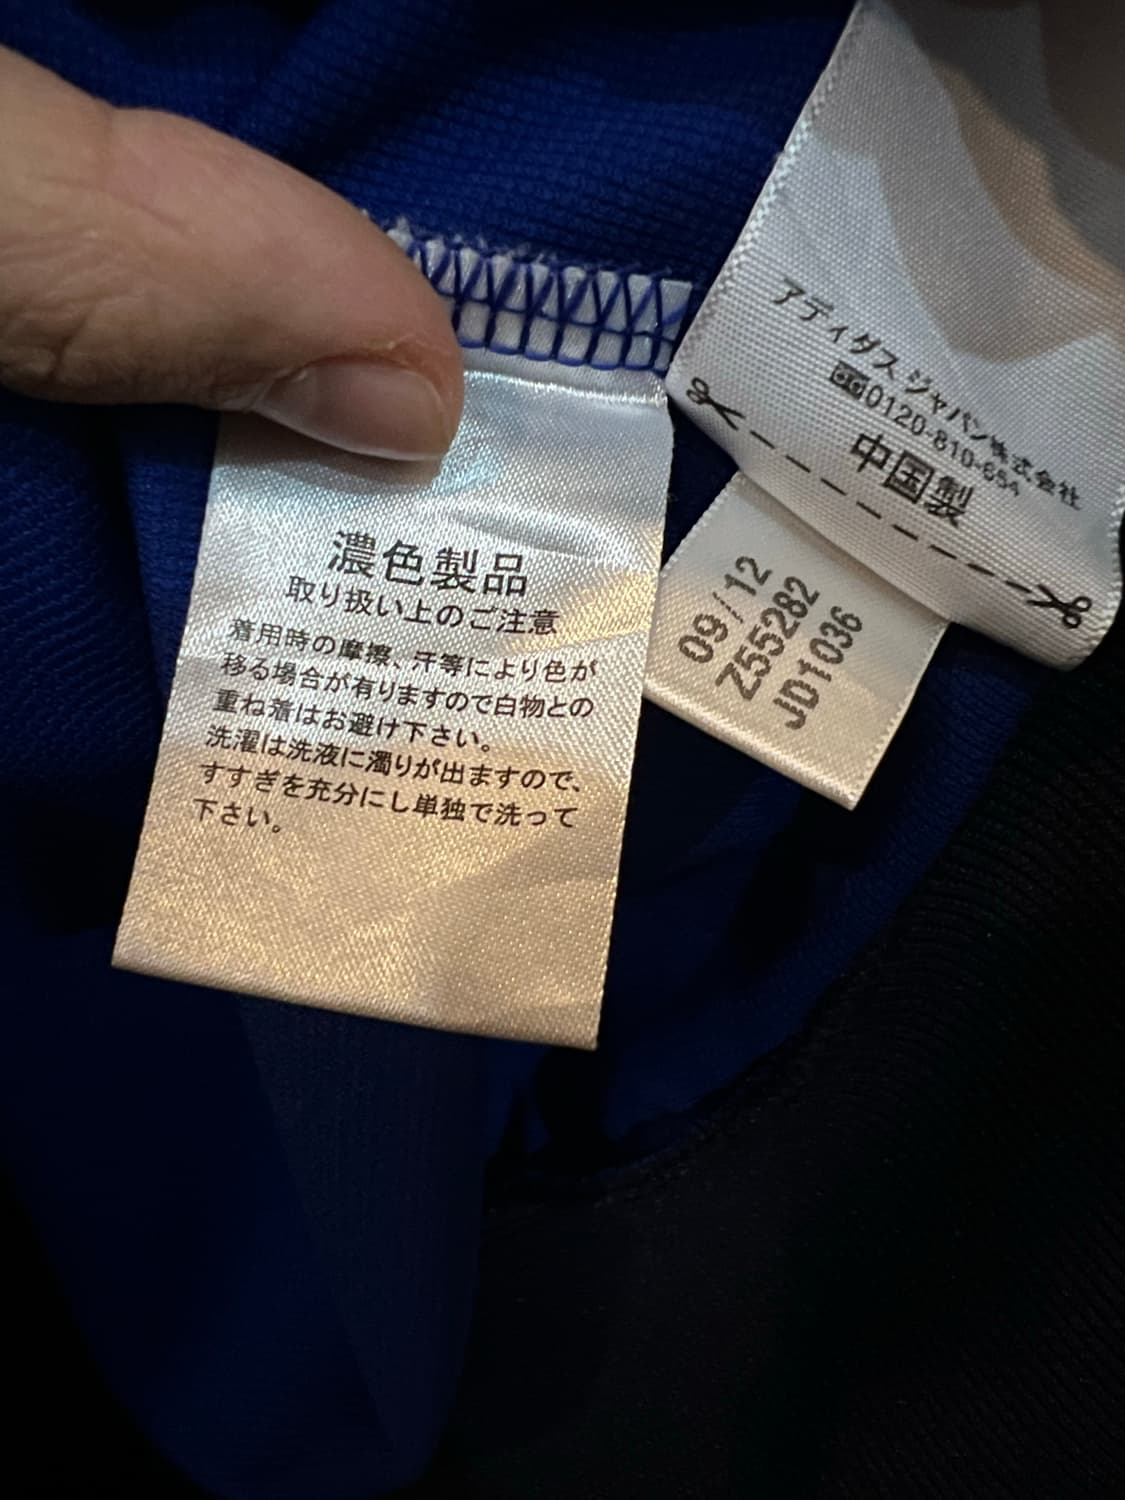 濃色製品
取り扱い上のご注意
着用時の摩擦、汗等により色が
移る場合が有りますので白物との
重ね着はお避け下さい。
洗濯は洗液に濁りが出ますので、
すすぎを充分にし単独で洗って
下さい。
アディダス ジャパン株式会社
0120-810-654
中国製
09/12
Z55282
JD1036